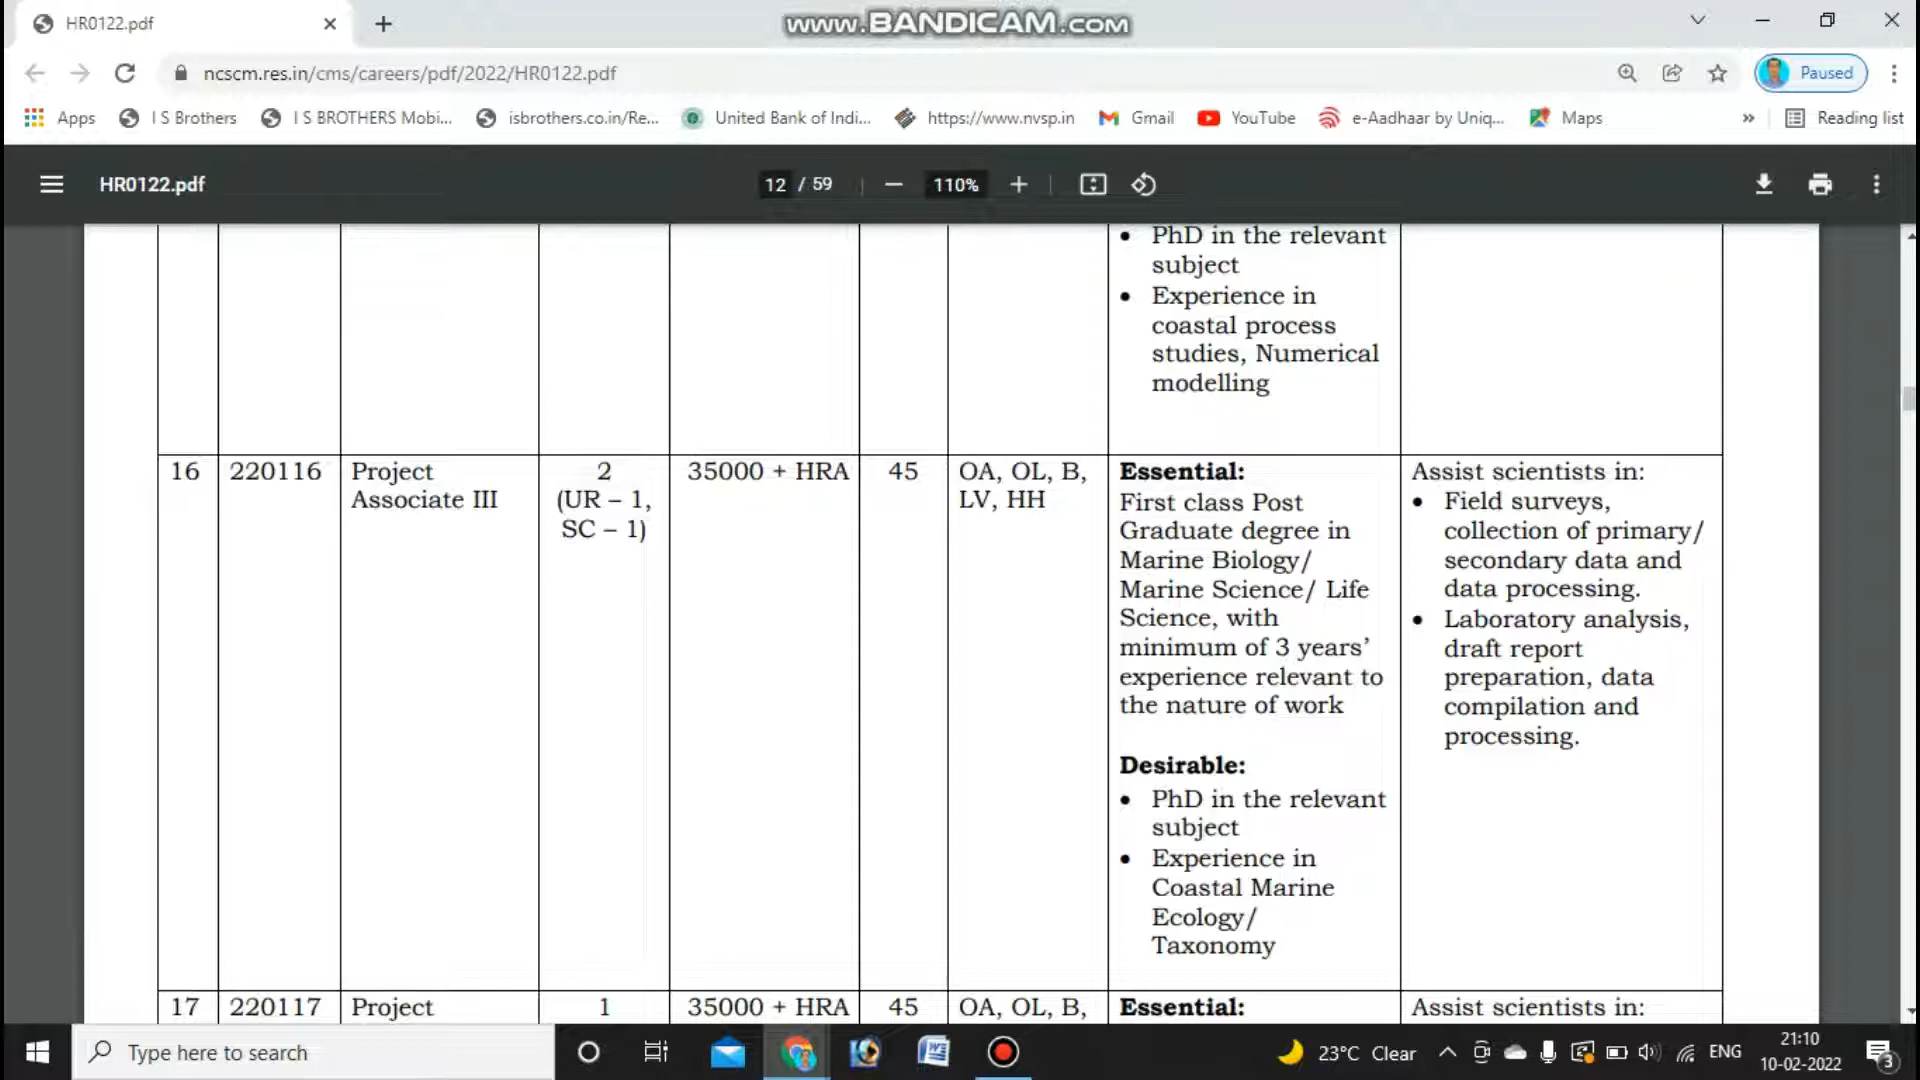 HR0122.pdf
www.BANDICAM.com
ncscm.res.in/cms/careers/pdf/2022/HR0122.pdf
Paused
Apps
I S Brothers
I S BROTHERS Mobi...
isbrothers.co.in/Re...
United Bank of Indi...
https://www.nvsp.in
Gmail
YouTube
e-Aadhaar by Uniq...
Maps
»
Reading list
HR0122.pdf
12 / 59
110%
• PhD in the relevant
subject
• Experience in
coastal process
studies, Numerical
modelling
16
220116
Project
Associate III
2
(UR – 1,
SC – 1)
35000 + HRA
45
OA, OL, B,
LV, HH
Essential:
First class Post
Graduate degree in
Marine Biology/
Marine Science/ Life
Science, with
minimum of 3 years’
experience relevant to
the nature of work
Desirable:
• PhD in the relevant
subject
• Experience in
Coastal Marine
Ecology/
Taxonomy
Assist scientists in:
• Field surveys,
collection of primary/
secondary data and
data processing.
• Laboratory analysis,
draft report
preparation, data
compilation and
processing.
17
220117
Project
1
35000 + HRA
45
OA, OL, B,
Essential:
Assist scientists in:
Type here to search
23°C Clear
ENG
21:10
10-02-2022
3